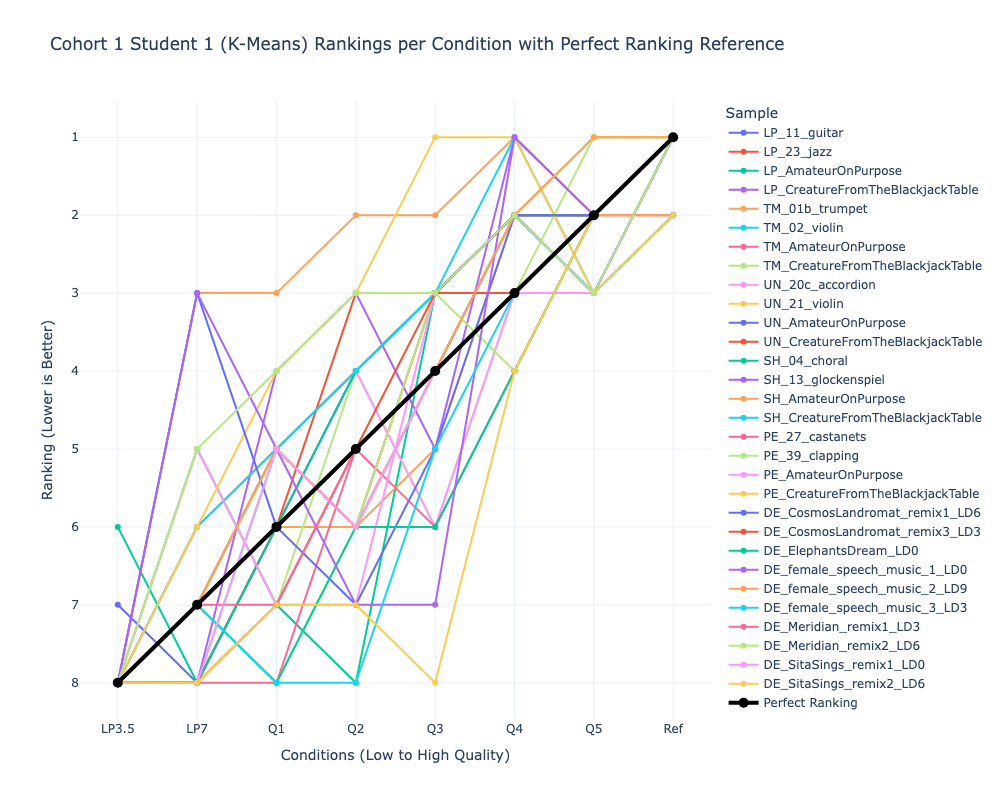 Cohort 1 Student 1 (K-Means) Rankings per Condition with Perfect Ranking Reference
Ranking (Lower is Better)
1
2
3
4
5
6
7
8
LP3.5 LP7 Q1 Q2 Q3 Q4 Q5 Ref
Conditions (Low to High Quality)
Sample
LP_11_guitar
LP_23_jazz
LP_AmateurOnPurpose
LP_CreatureFromTheBlackjackTable
TM_01b_trumpet
TM_02_violin
TM_AmateurOnPurpose
TM_CreatureFromTheBlackjackTable
UN_20c_accordion
UN_21_violin
UN_AmateurOnPurpose
UN_CreatureFromTheBlackjackTable
SH_04_choral
SH_13_glockenspiel
SH_AmateurOnPurpose
SH_CreatureFromTheBlackjackTable
PE_27_castanets
PE_39_clapping
PE_AmateurOnPurpose
PE_CreatureFromTheBlackjackTable
DE_CosmosLandromat_remix1_LD6
DE_CosmosLandromat_remix3_LD3
DE_ElephantsDream_LD0
DE_female_speech_music_1_LD0
DE_female_speech_music_2_LD9
DE_female_speech_music_3_LD3
DE_Meridian_remix1_LD3
DE_Meridian_remix2_LD6
DE_SitaSings_remix1_LD0
DE_SitaSings_remix2_LD6
Perfect Ranking